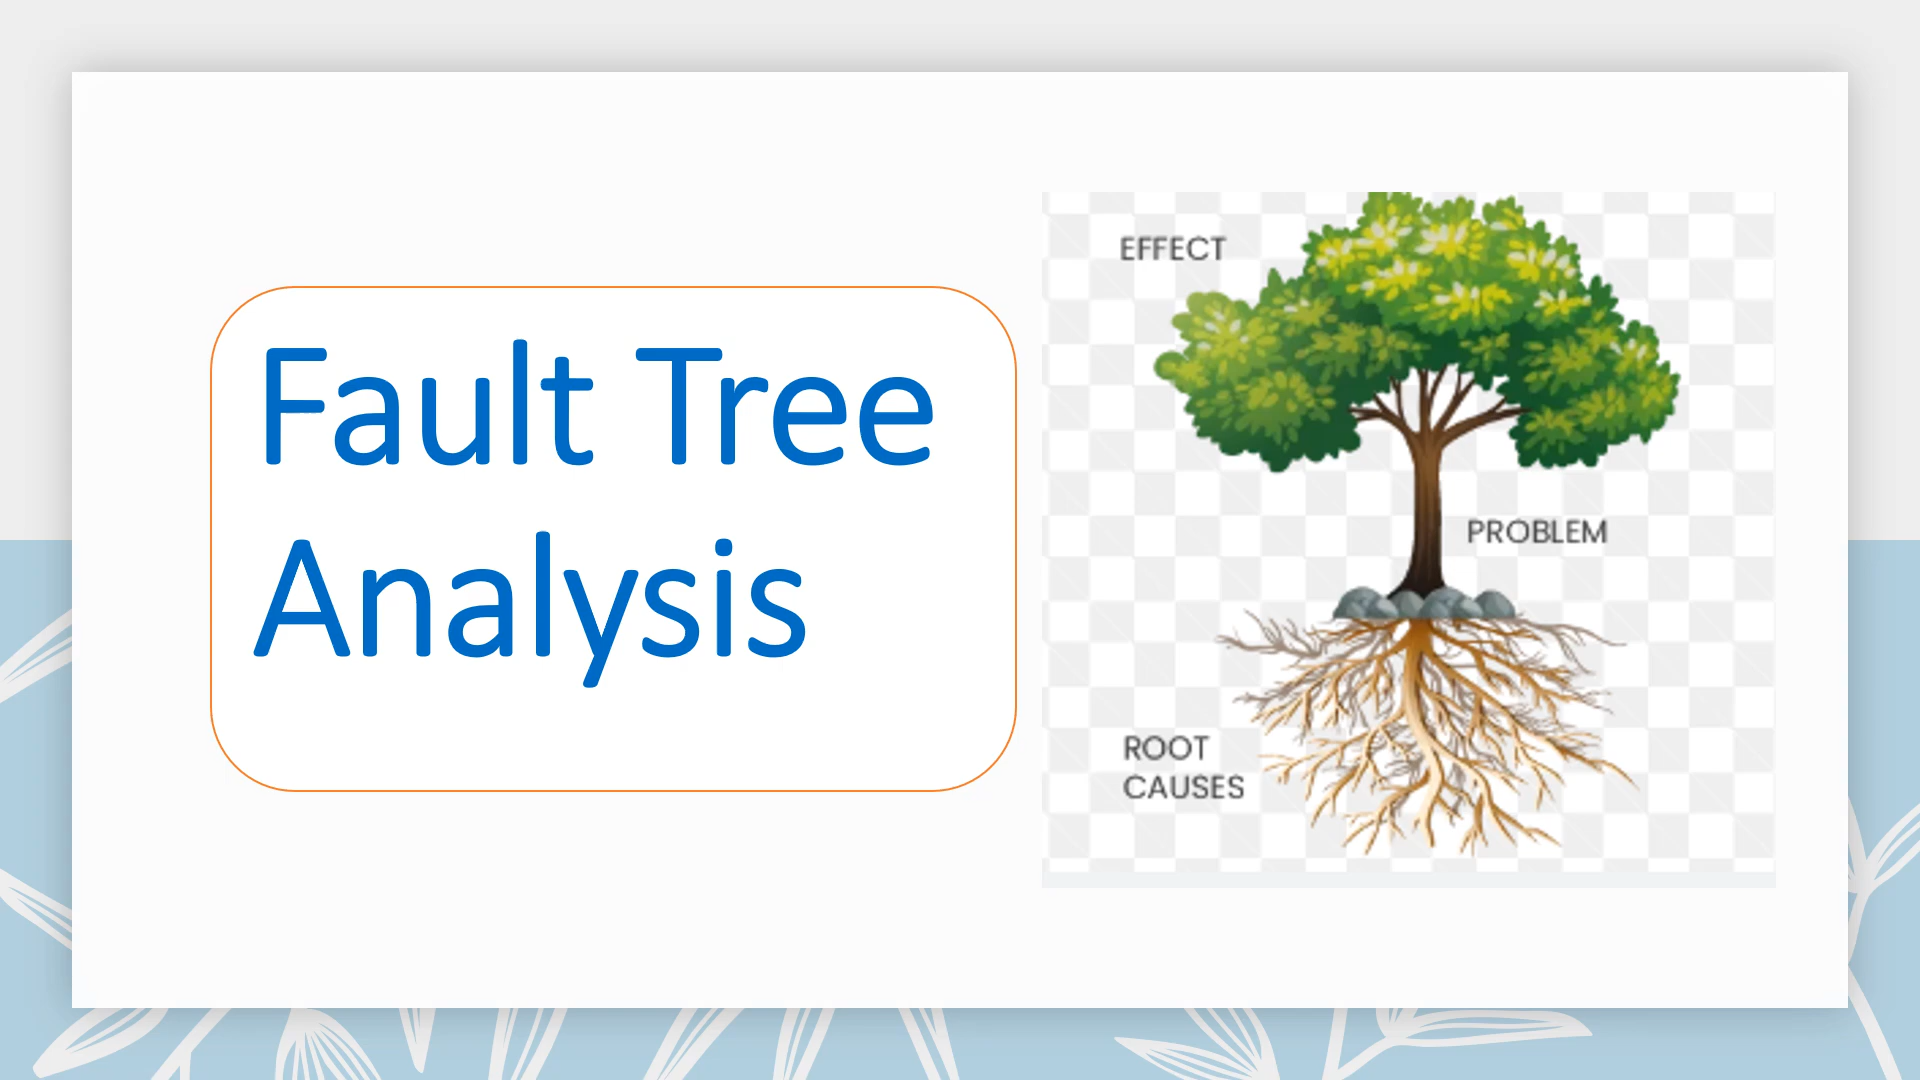 Fault Tree
Analysis
EFFECT
PROBLEM
ROOT
CAUSES